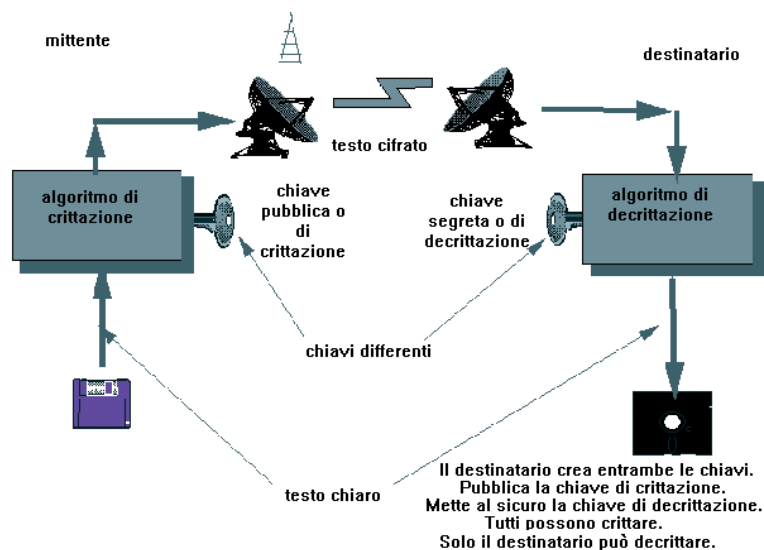 mittente
destinatario
testo cifrato
algoritmo di
crittazione
chiave
pubblica o
di
crittazione
chiave
segreta o di
decrittazione
algoritmo di
decrittazione
chiavi differenti
testo chiaro
Il destinatario crea entrambe le chiavi.
Pubblica la chiave di crittazione.
Mette al sicuro la chiave di decrittazione.
Tutti possono crittare.
Solo il destinatario può decrittare.